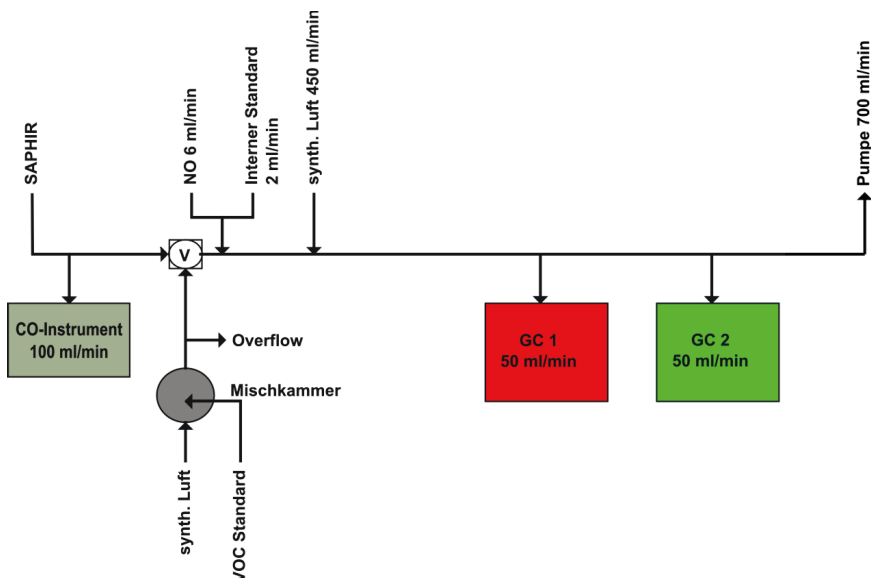 SAPHIR
NO 6 ml/min
Interner Standard
2 ml/min
synth. Luft 450 ml/min
Pumpe 700 ml/min
V
CO-Instrument
100 ml/min
GC 1
50 ml/min
GC 2
50 ml/min
Overflow
Mischkammer
synth. Luft
VOC Standard